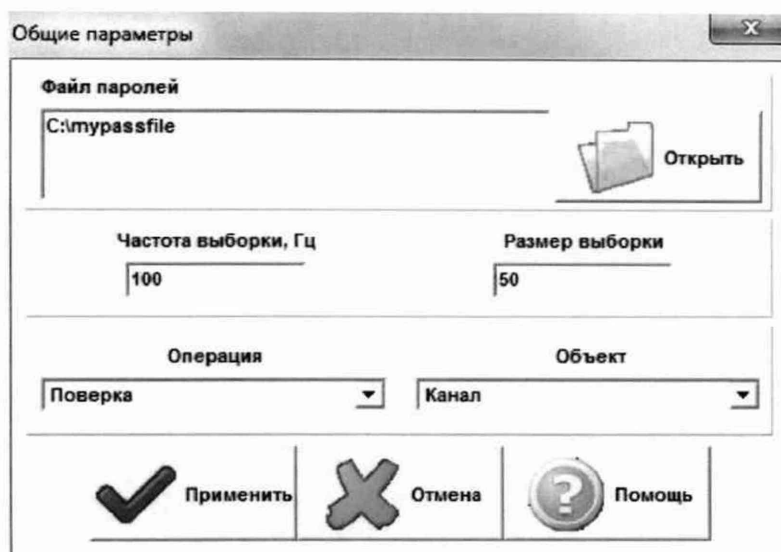 Общие параметры
Файл паролей
C:\mypassfile
Открыть
Частота выборки, Гц
Размер выборки
100
50
Операция
Объект
Поверка
Канал
Применить
Отмена
Помощь